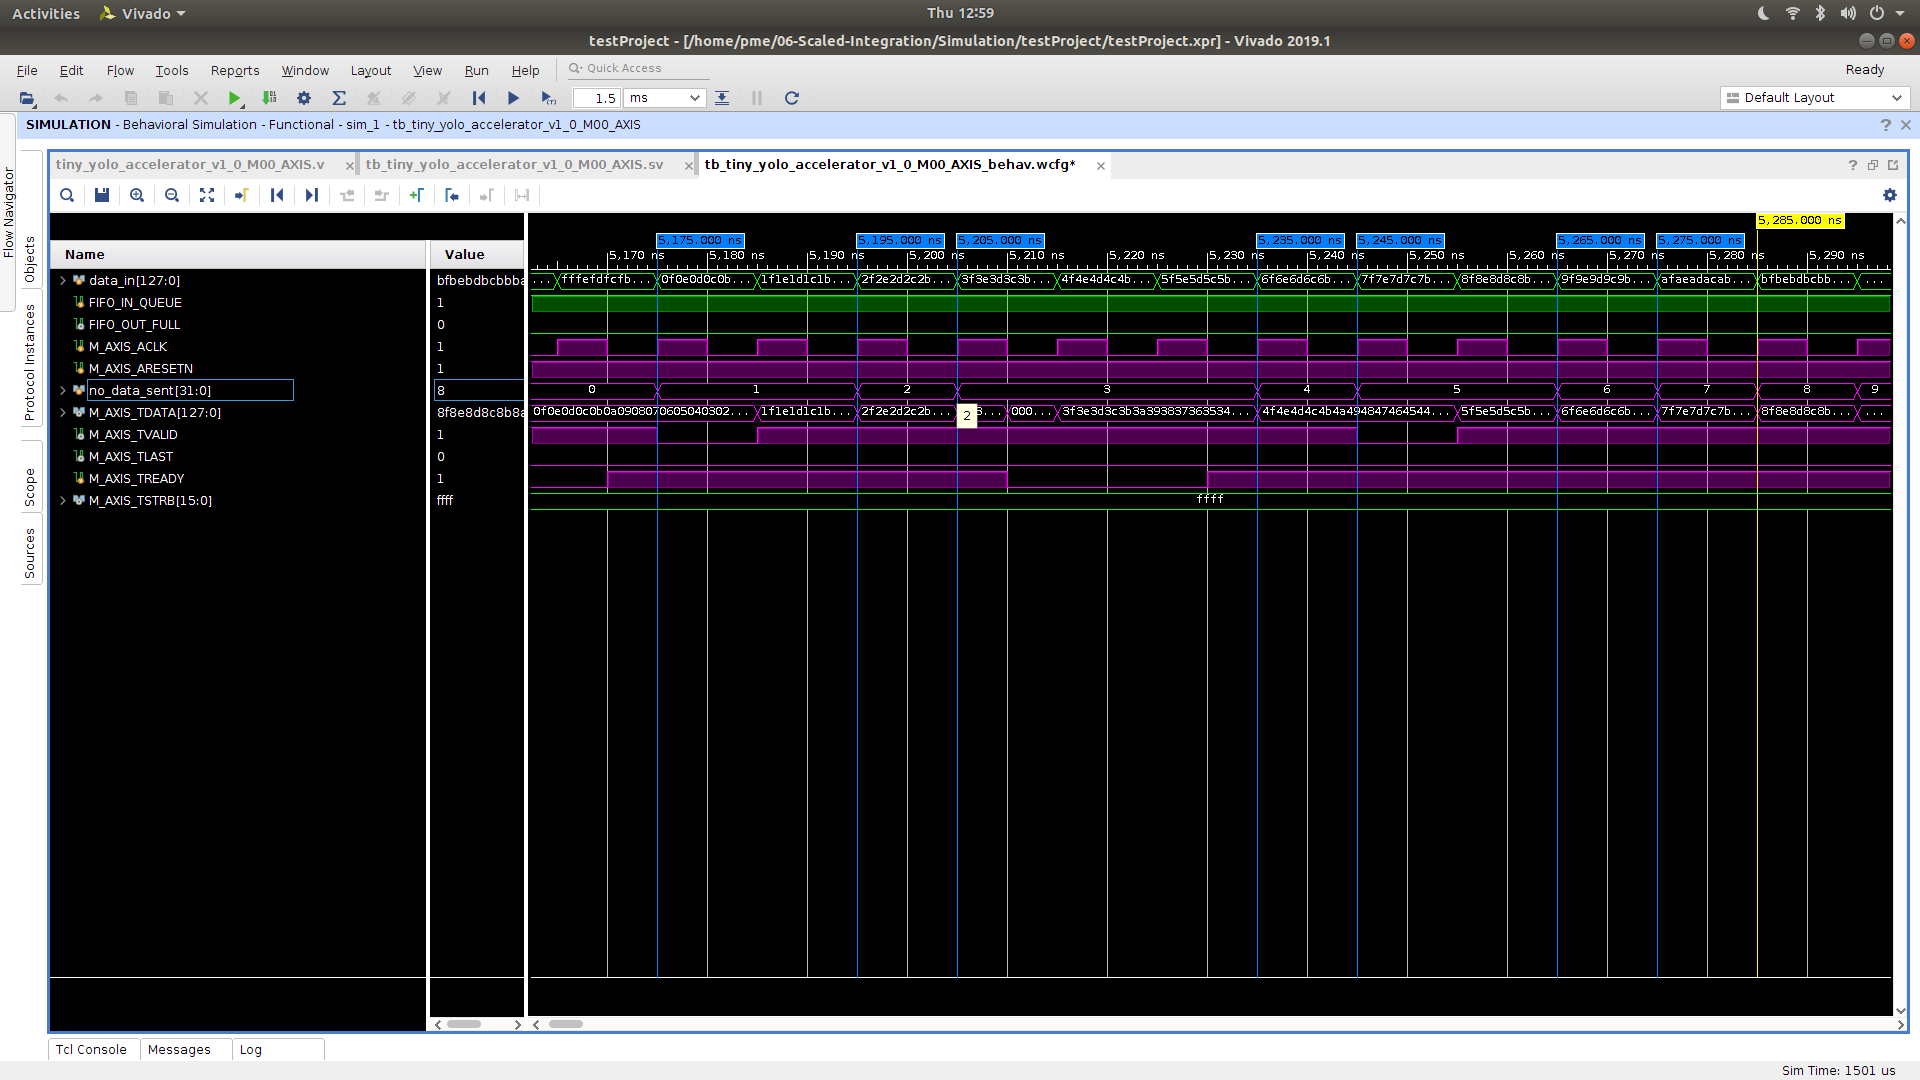 Activities Vivado Thu 12:59
testProject - [/home/pme/06-Scaled-Integration/Simulation/testProject/testProject.xpr] - Vivado 2019.1
File Edit Flow Tools Reports Window Layout View Run Help Quick Access Ready
1.5 ms Default Layout
SIMULATION - Behavioral Simulation - Functional - sim_1 - tb_tiny_yolo_accelerator_v1_0_M00_AXIS
tiny_yolo_accelerator_v1_0_M00_AXIS.v tb_tiny_yolo_accelerator_v1_0_M00_AXIS.sv tb_tiny_yolo_accelerator_v1_0_M00_AXIS_behav.wcfg*
Flow Navigator
Objects
Protocol Instances
Scope
Sources
5,285.000 ns
5,175.000 ns 5,195.000 ns 5,205.000 ns 5,235.000 ns 5,245.000 ns 5,265.000 ns 5,275.000 ns
Name Value 5,170 ns 5,180 ns 5,190 ns 5,200 ns 5,210 ns 5,220 ns 5,230 ns 5,240 ns 5,250 ns 5,260 ns 5,270 ns 5,280 ns 5,290 ns
data_in[127:0] bfbebdbcbbba ... fffefdfcfb... 0f0e0d0c0b... 1f1e1d1c1b... 2f2e2d2c2b... 3f3e3d3c3b... 4f4e4d4c4b... 5f5e5d5c5b... 6f6e6d6c6b... 7f7e7d7c7b... 8f8e8d8c8b... 9f9e9d9c9b... afaeadacab... bfbebdbcbb... ...
FIFO_IN_QUEUE 1
FIFO_OUT_FULL 0
M_AXIS_ACLK 1
M_AXIS_ARESETN 1
no_data_sent[31:0] 8 0 1 2 3 4 5 6 7 8 9
M_AXIS_TDATA[127:0] 8f8e8d8c8b8a 0f0e0d0c0b0a0908070605040302... 1f1e1d1c1b... 2f2e2d2c2b... 2 3... 000... 3f3e3d3c3b3a393837363534... 4f4e4d4c4b4a494847464544... 5f5e5d5c5b... 6f6e6d6c6b... 7f7e7d7c7b... 8f8e8d8c8b... ...
M_AXIS_TVALID 1
M_AXIS_TLAST 0
M_AXIS_TREADY 1
M_AXIS_TSTRB[15:0] ffff ffff
Tcl Console Messages Log
Sim Time: 1501 us